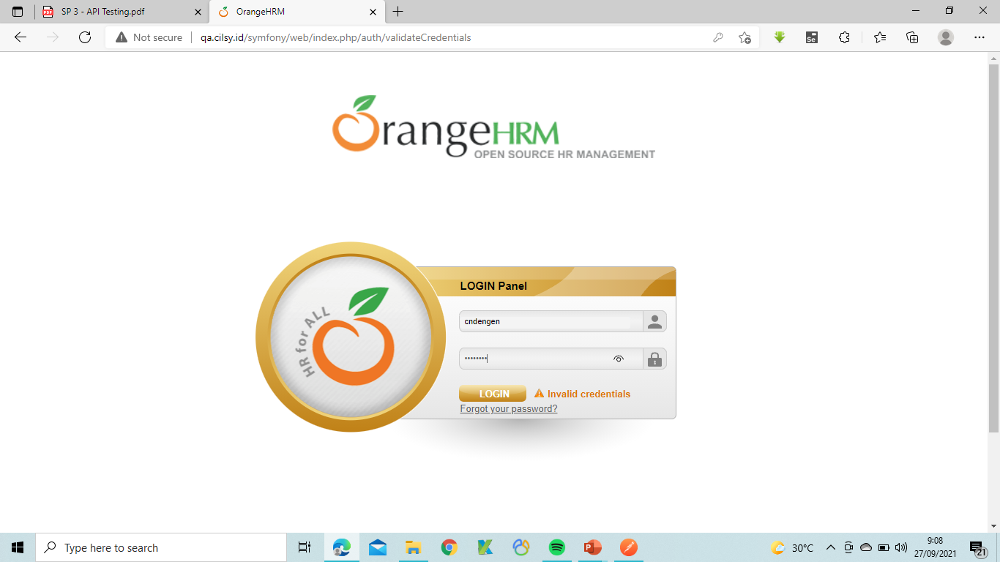 SP 3 - API Testing.pdf
OrangeHRM
Not secure
qa.cilsy.id/symfony/web/index.php/auth/validateCredentials
PDF
Se
OrangeHRM
OPEN SOURCE HR MANAGEMENT
HR for ALL
LOGIN Panel
cndengen
••••••••
LOGIN
Invalid credentials
Forgot your password?
Type here to search
30°C
9:08
27/09/2021
21